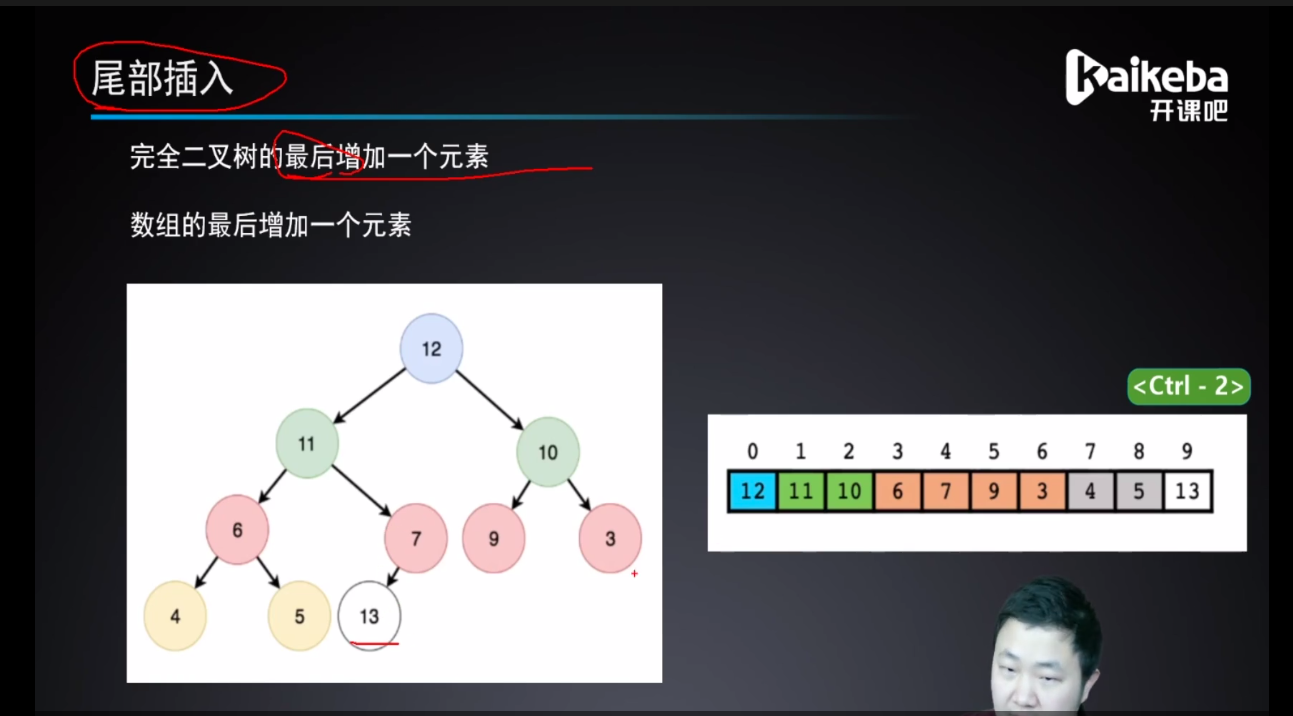 尾部插入
kaikeba
开课吧
完全二叉树的最后增加一个元素
数组的最后增加一个元素
<Ctrl - 2>
12
11
10
6
7
9
3
4
5
13
0 1 2 3 4 5 6 7 8 9
12 11 10 6 7 9 3 4 5 13